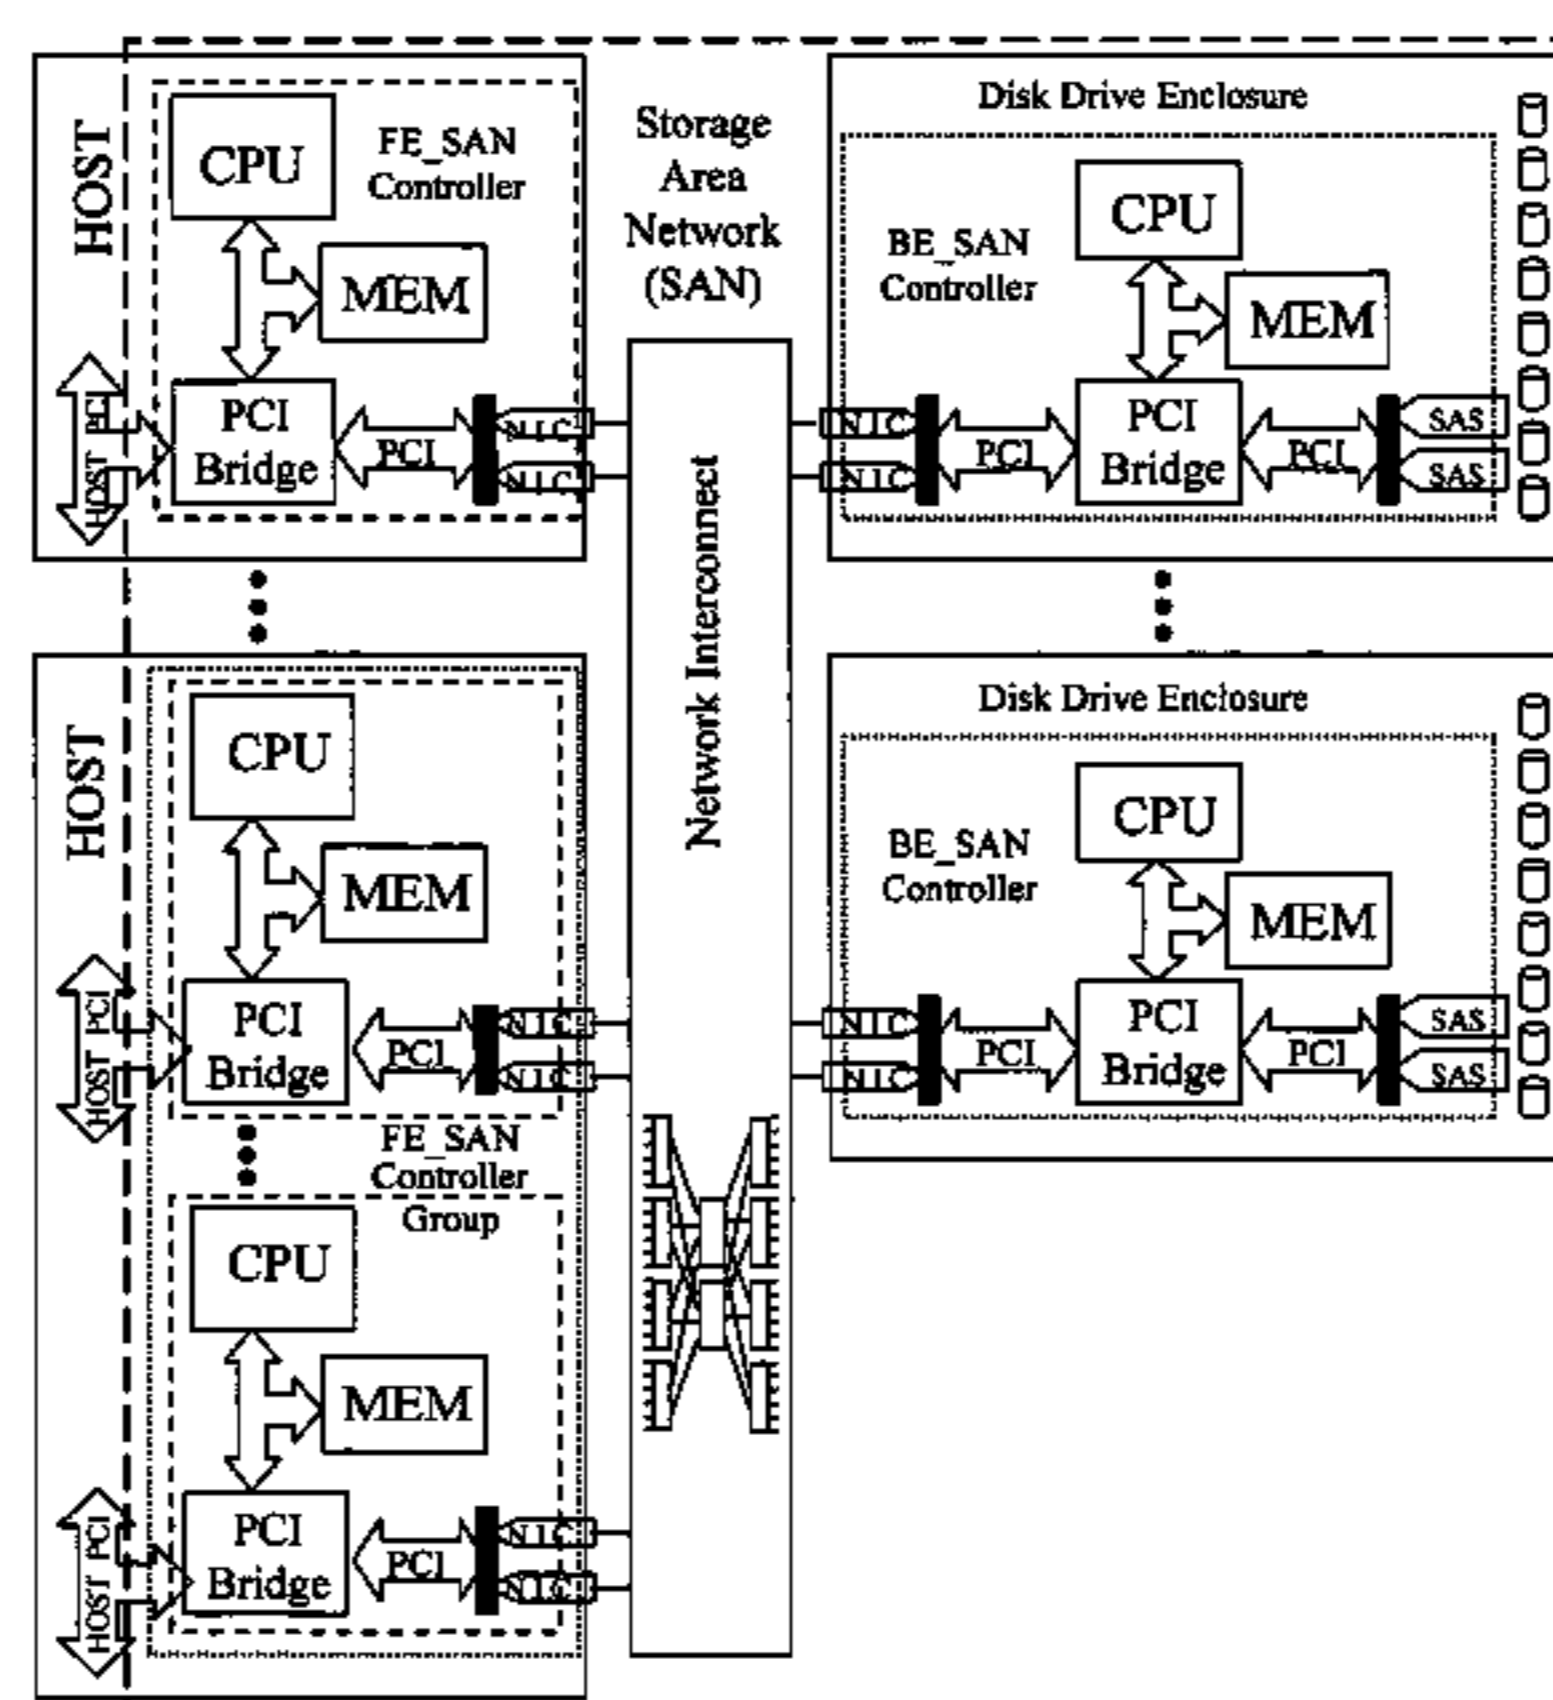 HOST
CPU
FE_SAN
Controller
MEM
HOST PCI
PCI
Bridge
PCI
NIC
NIC
Storage
Area
Network
(SAN)
Network Interconnect
Disk Drive Enclosure
BE_SAN
Controller
CPU
MEM
NIC
NIC
PCI
PCI
Bridge
PCI
SAS
SAS
HOST
CPU
MEM
HOST PCI
PCI
Bridge
PCI
NIC
NIC
FE_SAN
Controller
Group
CPU
MEM
HOST PCI
PCI
Bridge
PCI
NIC
NIC
Disk Drive Enclosure
BE_SAN
Controller
CPU
MEM
NIC
NIC
PCI
PCI
Bridge
PCI
SAS
SAS